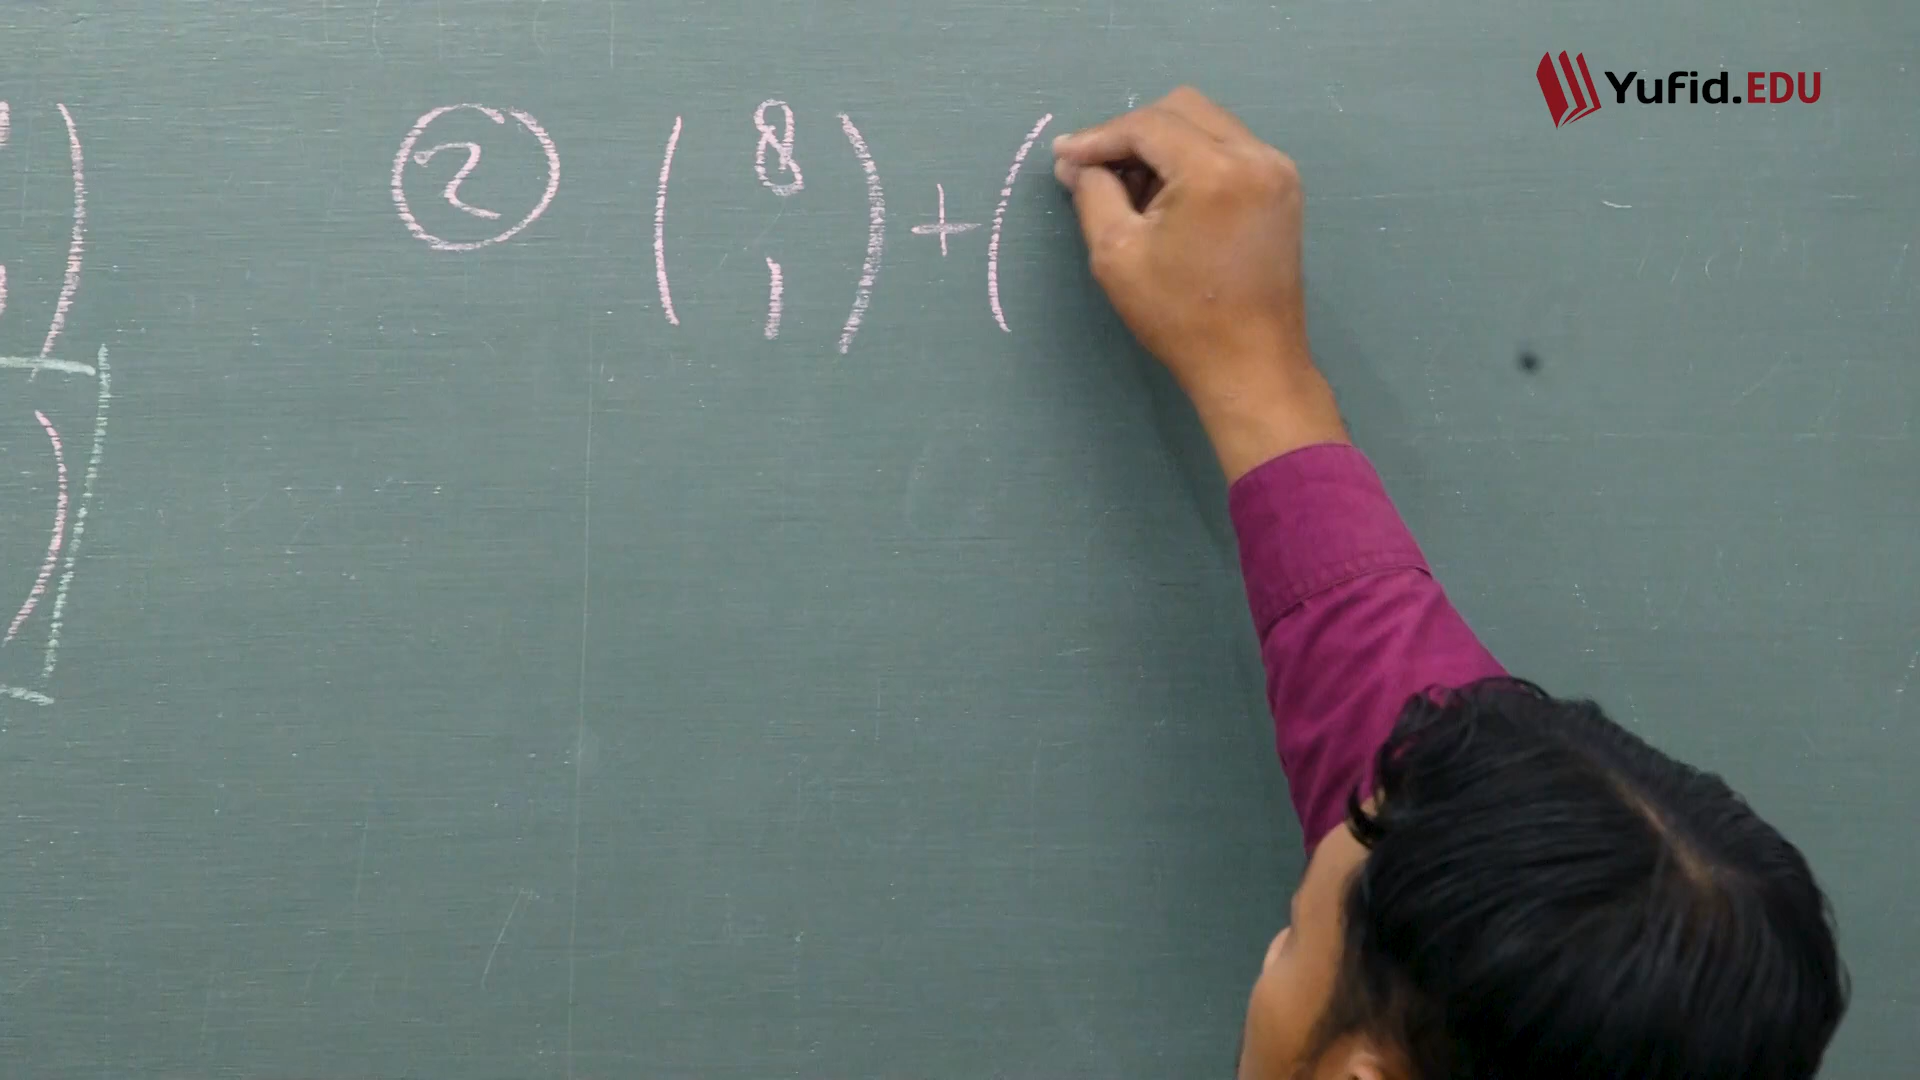 Yufid.EDU
② ( 8 ) + (
1